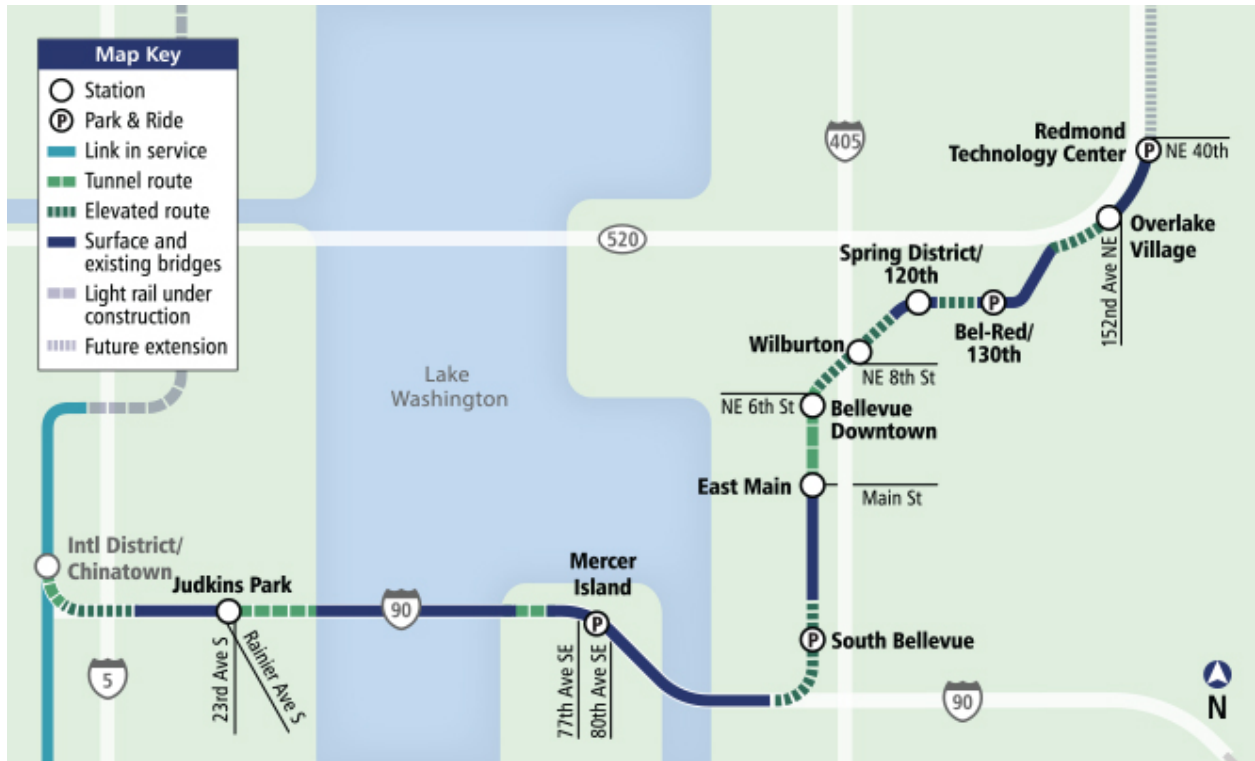 Map Key
Station
P
Park & Ride
Link in service
Tunnel route
Elevated route
Surface and
existing bridges
Light rail under
construction
Future extension
405
Redmond
Technology Center
P
NE 40th
520
Overlake
Village
152nd Ave NE
Spring District/
120th
P
Bel-Red/
130th
Wilburton
NE 8th St
Lake
Washington
NE 6th St
Bellevue
Downtown
East Main
Main St
Intl District/
Chinatown
Judkins Park
23rd Ave S
Rainier Ave S
5
90
Mercer
Island
P
77th Ave SE
80th Ave SE
P
South Bellevue
90
N